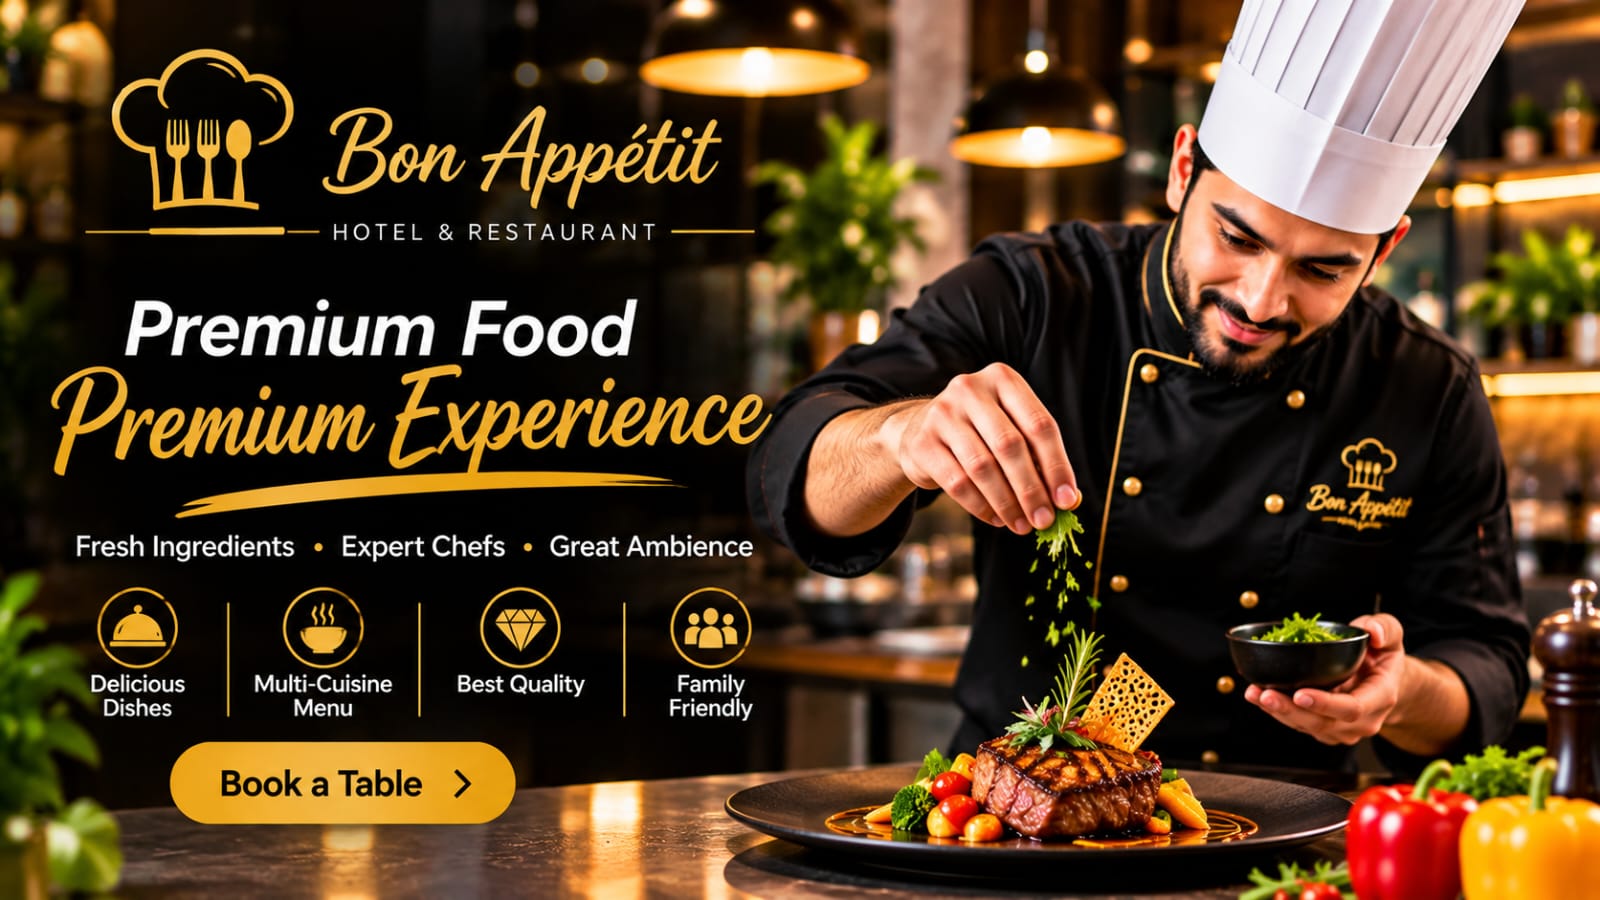 Bon Appétit
HOTEL & RESTAURANT
Premium Food
Premium Experience
Fresh Ingredients • Expert Chefs • Great Ambience
Delicious
Dishes
Multi-Cuisine
Menu
Best Quality
Family
Friendly
Book a Table
Bon Appétit